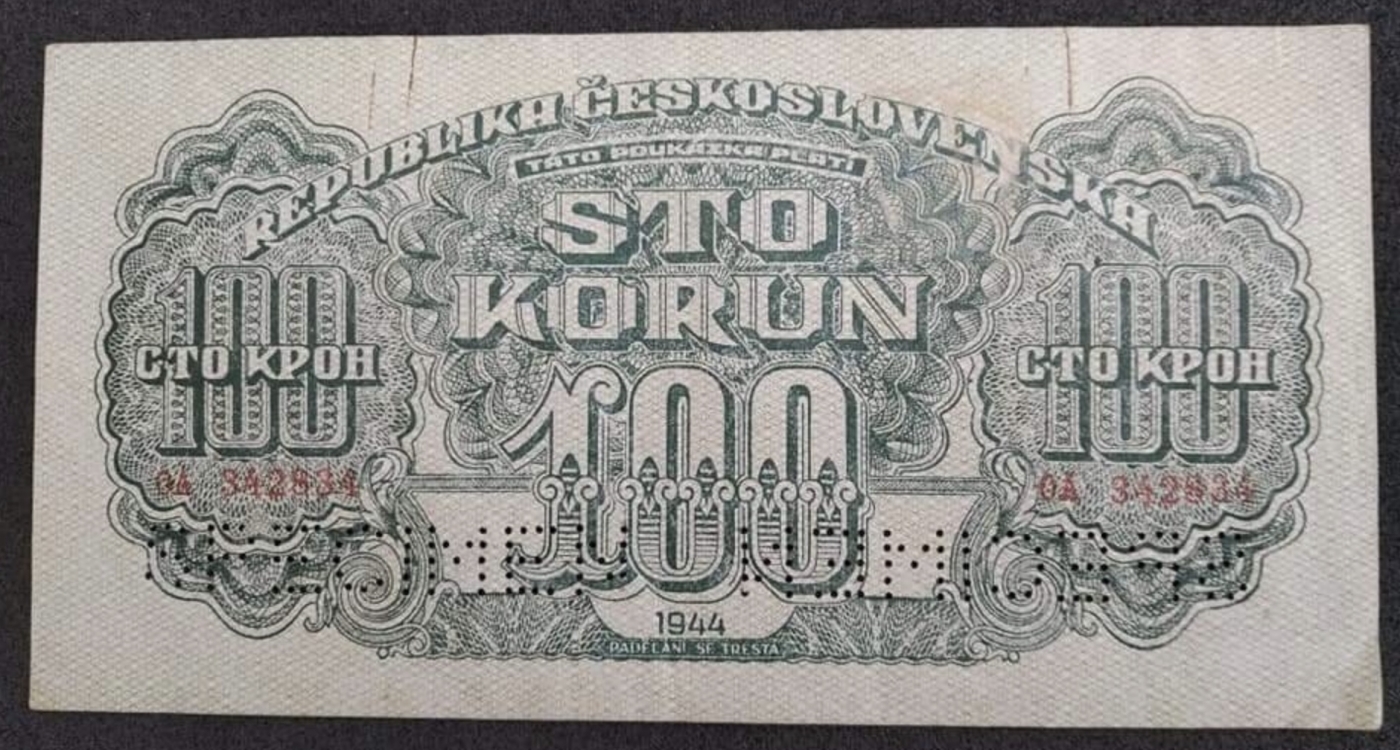 REPUBLIKA ČESKOSLOVENSKÁ
TATO POUKÁZKA PLATÍ
STO
KORUN
100
100
100
СТО КРОН
СТО КРОН
OA 342834
OA 342834
1944
PADĚLÁNÍ SE TRESTÁ